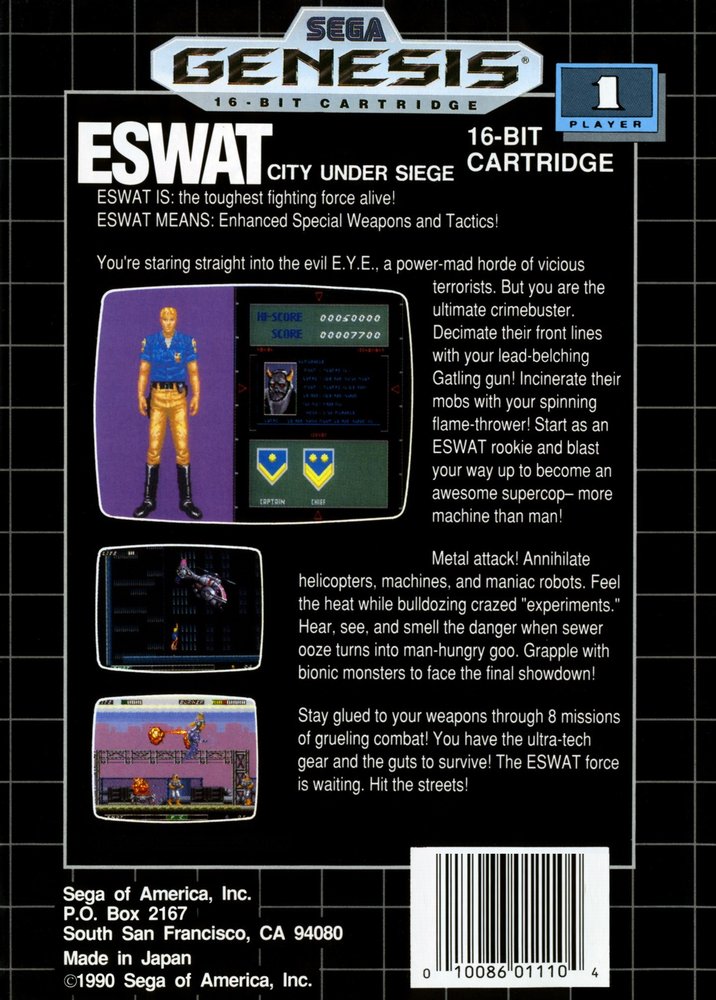 SEGA
GENESIS®
16-BIT CARTRIDGE
1
PLAYER
ESWAT
CITY UNDER SIEGE
16-BIT
CARTRIDGE
ESWAT IS: the toughest fighting force alive!
ESWAT MEANS: Enhanced Special Weapons and Tactics!
You're staring straight into the evil E.Y.E., a power-mad horde of vicious
terrorists. But you are the
ultimate crimebuster.
Decimate their front lines
with your lead-belching
Gatling gun! Incinerate their
mobs with your spinning
flame-thrower! Start as an
ESWAT rookie and blast
your way up to become an
awesome supercop– more
machine than man!
HI-SCORE 00050000
SCORE 00007700
CAPTAIN CHIEF
Metal attack! Annihilate
helicopters, machines, and maniac robots. Feel
the heat while bulldozing crazed "experiments."
Hear, see, and smell the danger when sewer
ooze turns into man-hungry goo. Grapple with
bionic monsters to face the final showdown!
Stay glued to your weapons through 8 missions
of grueling combat! You have the ultra-tech
gear and the guts to survive! The ESWAT force
is waiting. Hit the streets!
Sega of America, Inc.
P.O. Box 2167
South San Francisco, CA 94080
Made in Japan
©1990 Sega of America, Inc.
0 10086 01110 4